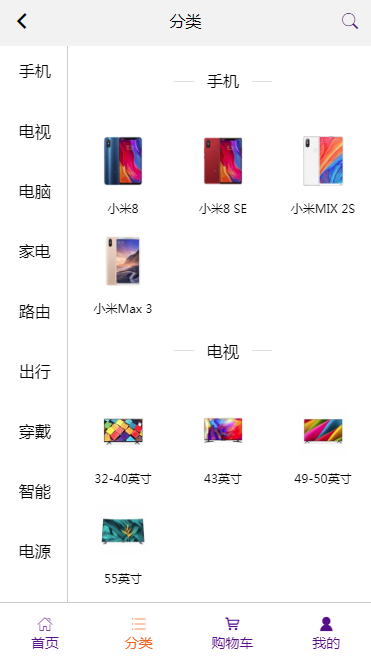 分类
手机
电视
电脑
家电
路由
出行
穿戴
智能
电源
手机
小米8
小米8 SE
小米MIX 2S
小米Max 3
电视
32-40英寸
43英寸
49-50英寸
55英寸
首页
分类
购物车
我的